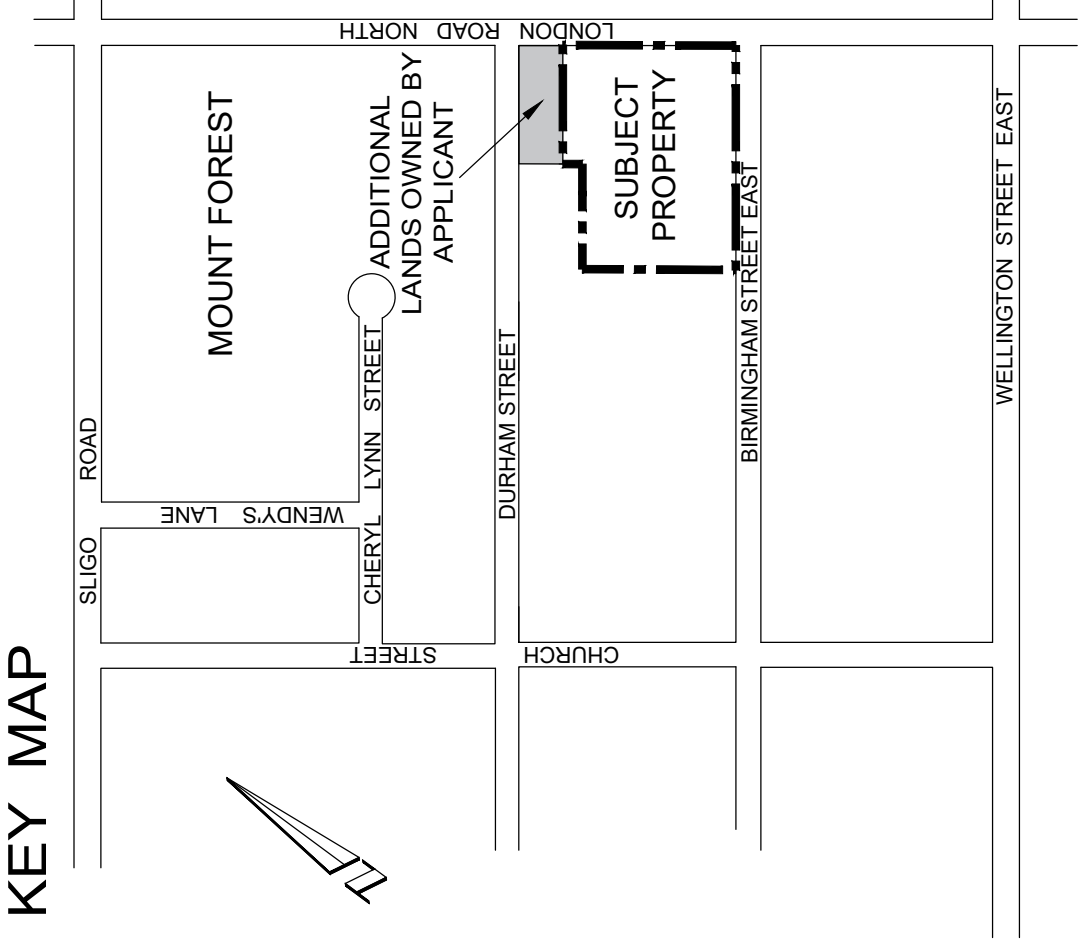 KEY MAP
SLIGO ROAD
MOUNT FOREST
WENDY'S LANE
CHERYL LYNN STREET
ADDITIONAL
LANDS OWNED BY
APPLICANT
LONDON ROAD NORTH
CHURCH STREET
DURHAM STREET
SUBJECT
PROPERTY
BIRMINGHAM STREET EAST
WELLINGTON STREET EAST